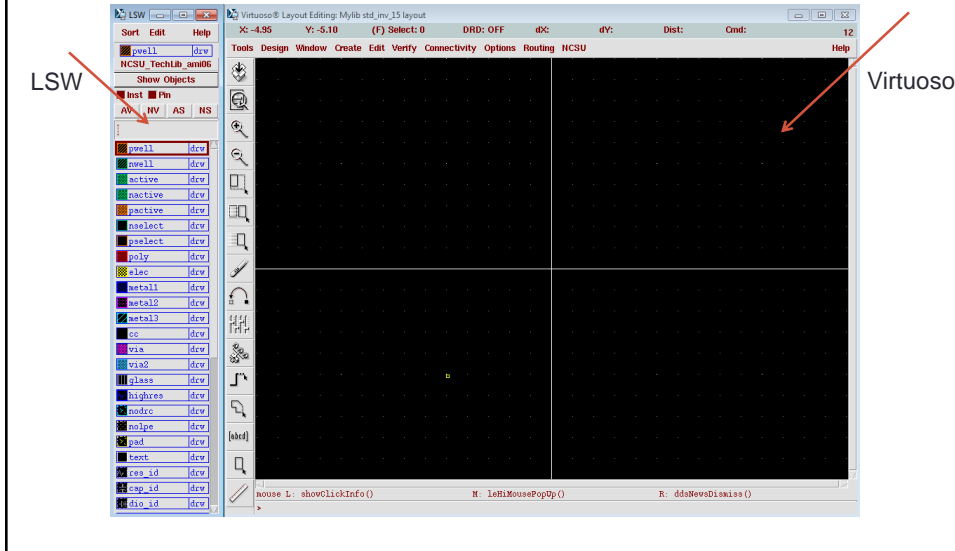 LSW
Sort Edit Help
pwell drw
NCSU_TechLib_ami06
Show Objects
Inst Pin
AV NV AS NS
pwell drw
nwell drw
active drw
nactive drw
pactive drw
nselect drw
pselect drw
poly drw
elec drw
metal1 drw
metal2 drw
metal3 drw
cc drw
via drw
via2 drw
glass drw
highres drw
nodrc drw
nolpe drw
pad drw
text drw
res_id drw
cap_id drw
dio_id drw
Virtuoso® Layout Editing: Mylib std_inv_15 layout
X: -4.95 Y: -5.10 (F) Select: 0 DRD: OFF dX: dY: Dist: Cmd: 12
Tools Design Window Create Edit Verify Connectivity Options Routing NCSU Help
[abcd]
mouse L: showClickInfo() M: leHiMousePopUp() R: ddsNewsDismiss()
>
LSW
Virtuoso